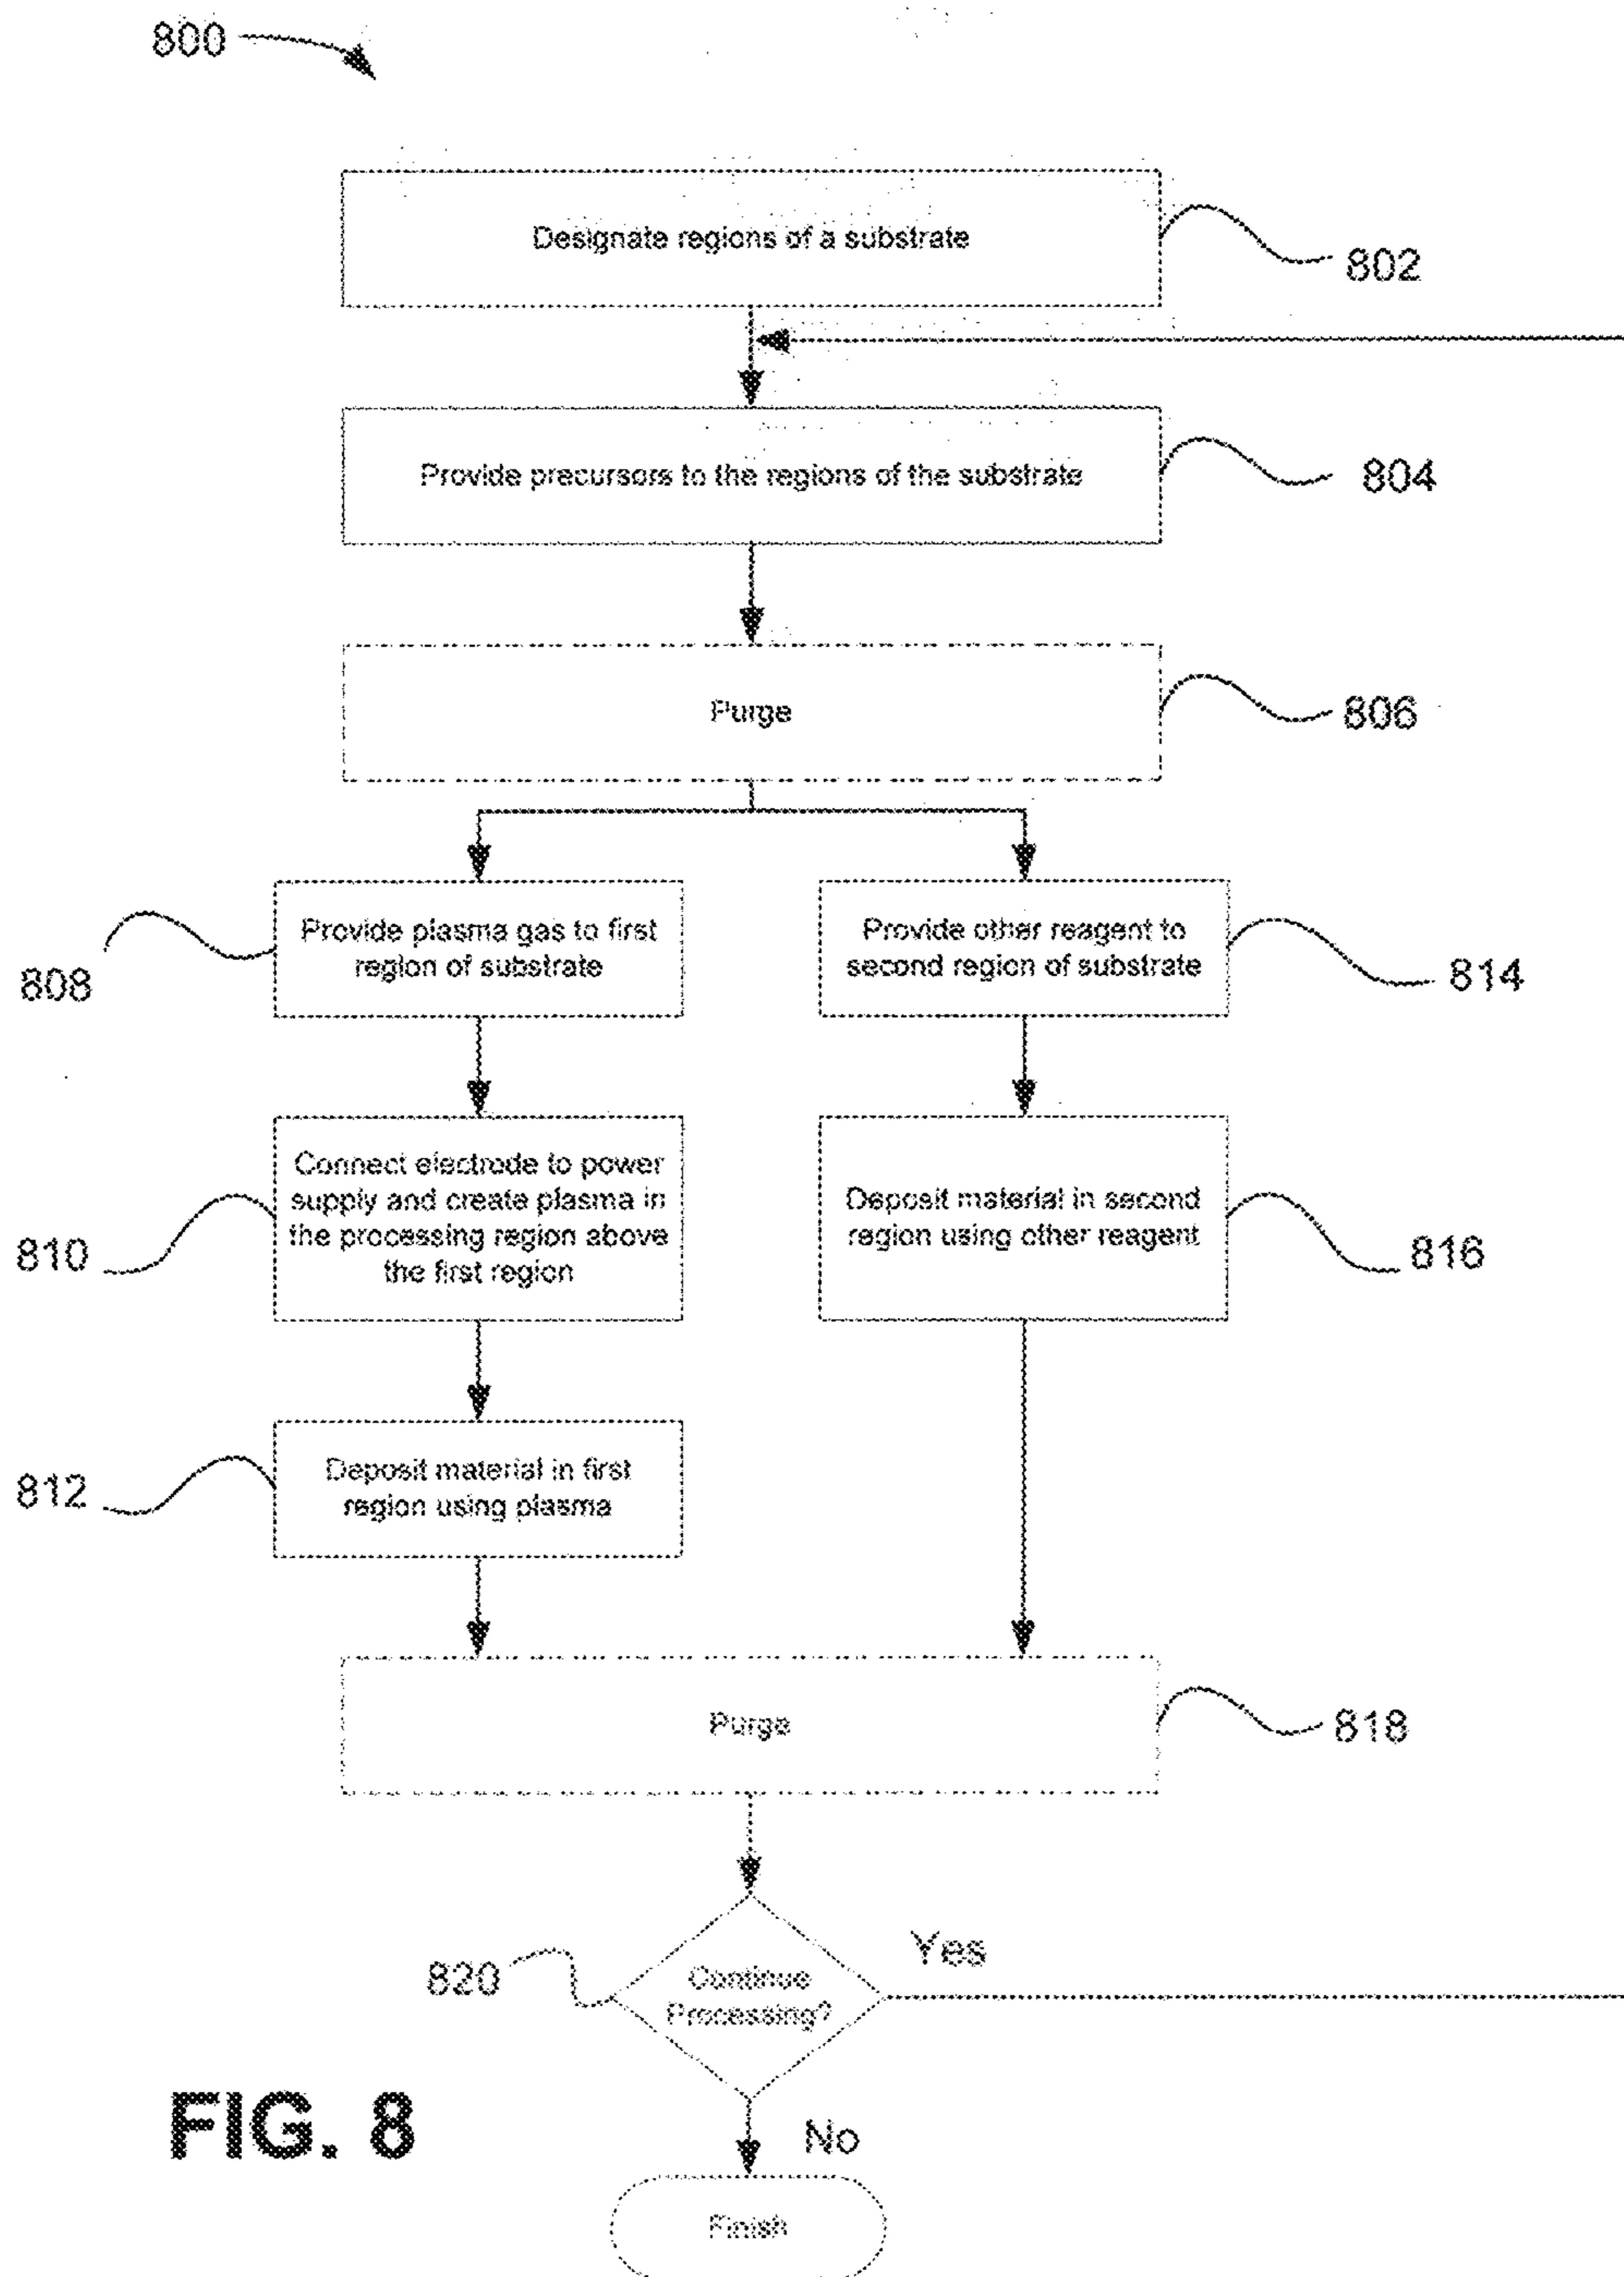 800
Designate regions of a substrate
802
Provide precursors to the regions of the substrate
804
Purge
806
Provide plasma gas to first
region of substrate
808
Provide other reagent to
second region of substrate
814
Connect electrode to power
supply and create plasma in
the processing region above
the first region
810
Deposit material in second
region using other reagent
816
Deposit material in first
region using plasma
812
Purge
818
Continue
Processing?
820
Yes
No
Finish
FIG. 8